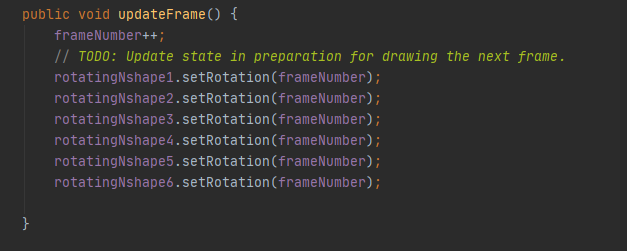 public void updateFrame() {
frameNumber++;
// TODO: Update state in preparation for drawing the next frame.
rotatingNshape1.setRotation(frameNumber);
rotatingNshape2.setRotation(frameNumber);
rotatingNshape3.setRotation(frameNumber);
rotatingNshape4.setRotation(frameNumber);
rotatingNshape5.setRotation(frameNumber);
rotatingNshape6.setRotation(frameNumber);
}